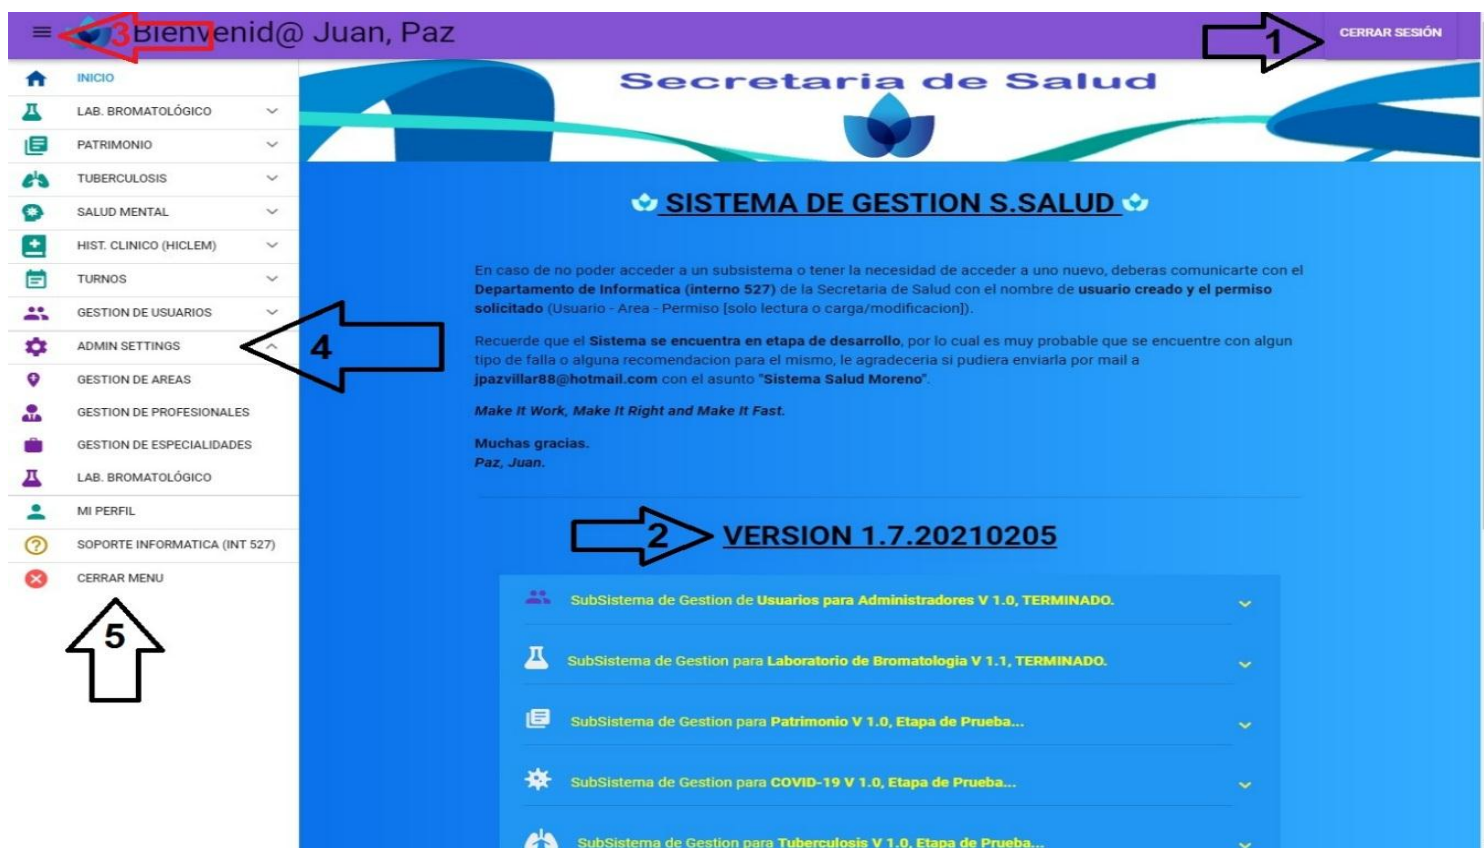 3 Bienvenid@ Juan, Paz
1 CERRAR SESIÓN
INICIO
LAB. BROMATOLÓGICO
PATRIMONIO
TUBERCULOSIS
SALUD MENTAL
HIST. CLINICO (HICLEM)
TURNOS
GESTION DE USUARIOS
ADMIN SETTINGS
4
GESTION DE AREAS
GESTION DE PROFESIONALES
GESTION DE ESPECIALIDADES
LAB. BROMATOLÓGICO
MI PERFIL
SOPORTE INFORMATICA (INT 527)
CERRAR MENU
5
Secretaria de Salud
SISTEMA DE GESTION S.SALUD
En caso de no poder acceder a un subsistema o tener la necesidad de acceder a uno nuevo, deberas comunicarte con el
Departamento de Informatica (interno 527) de la Secretaria de Salud con el nombre de usuario creado y el permiso
solicitado (Usuario - Area - Permiso [solo lectura o carga/modificacion]).
Recuerde que el Sistema se encuentra en etapa de desarrollo, por lo cual es muy probable que se encuentre con algun
tipo de falla o alguna recomendacion para el mismo, le agradeceria si pudiera enviarla por mail a
jpazvillar88@hotmail.com con el asunto "Sistema Salud Moreno".
Make It Work, Make It Right and Make It Fast.
Muchas gracias.
Paz, Juan.
2 VERSION 1.7.20210205
SubSistema de Gestion de Usuarios para Administradores V 1.0, TERMINADO.
SubSistema de Gestion para Laboratorio de Bromatologia V 1.1, TERMINADO.
SubSistema de Gestion para Patrimonio V 1.0, Etapa de Prueba...
SubSistema de Gestion para COVID-19 V 1.0, Etapa de Prueba...
SubSistema de Gestion para Tuberculosis V 1.0, Etapa de Prueba...